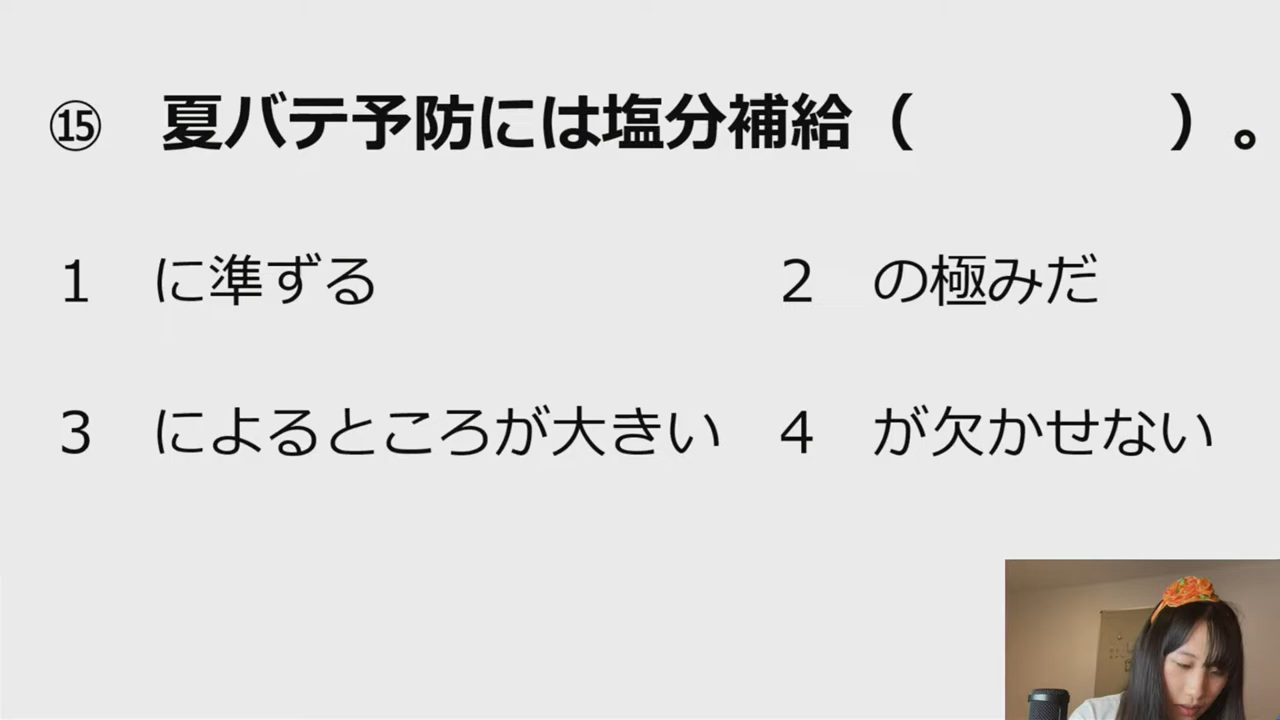 ⑮ 夏バテ予防には塩分補給( )。
1 に準ずる 2 の極みだ
3 によるところが大きい 4 が欠かせない